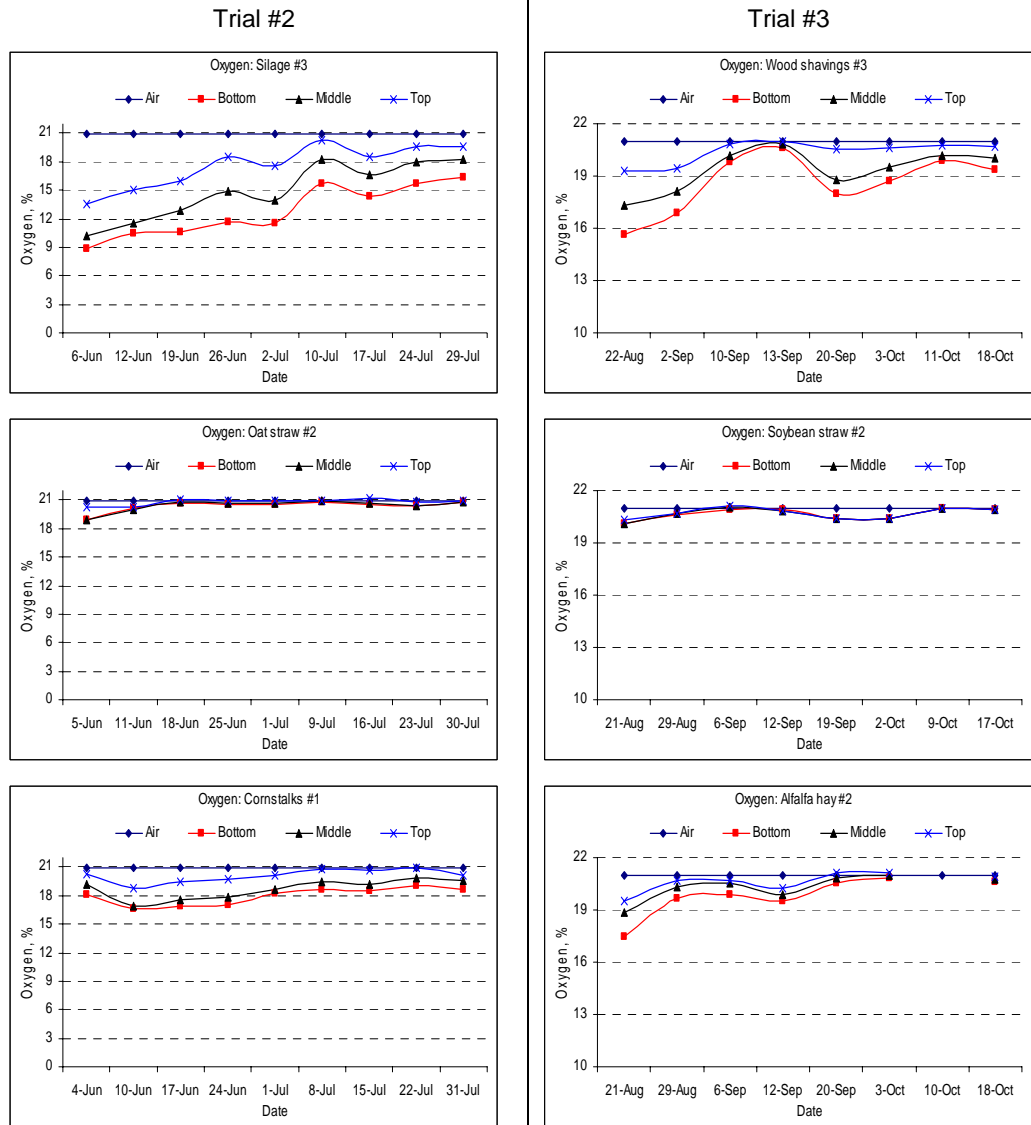 Trial #2
Oxygen: Silage #3
Air Bottom Middle Top
Oxygen, %
21
18
15
12
9
6
3
0
6-Jun 12-Jun 19-Jun 26-Jun 2-Jul 10-Jul 17-Jul 24-Jul 29-Jul
Date
Oxygen: Oat straw #2
Air Bottom Middle Top
Oxygen, %
21
18
15
12
9
6
3
0
5-Jun 11-Jun 18-Jun 25-Jun 1-Jul 9-Jul 16-Jul 23-Jul 30-Jul
Date
Oxygen: Cornstalks #1
Air Bottom Middle Top
Oxygen, %
21
18
15
12
9
6
3
0
4-Jun 10-Jun 17-Jun 24-Jun 1-Jul 8-Jul 15-Jul 22-Jul 31-Jul
Date
Trial #3
Oxygen: Wood shavings #3
Air Bottom Middle Top
Oxygen, %
22
19
16
13
10
22-Aug 2-Sep 10-Sep 13-Sep 20-Sep 3-Oct 11-Oct 18-Oct
Date
Oxygen: Soybean straw #2
Air Bottom Middle Top
Oxygen, %
22
19
16
13
10
21-Aug 29-Aug 6-Sep 12-Sep 19-Sep 2-Oct 9-Oct 17-Oct
Date
Oxygen: Alfalfa hay #2
Air Bottom Middle Top
Oxygen, %
22
19
16
13
10
21-Aug 29-Aug 6-Sep 12-Sep 20-Sep 3-Oct 10-Oct 18-Oct
Date